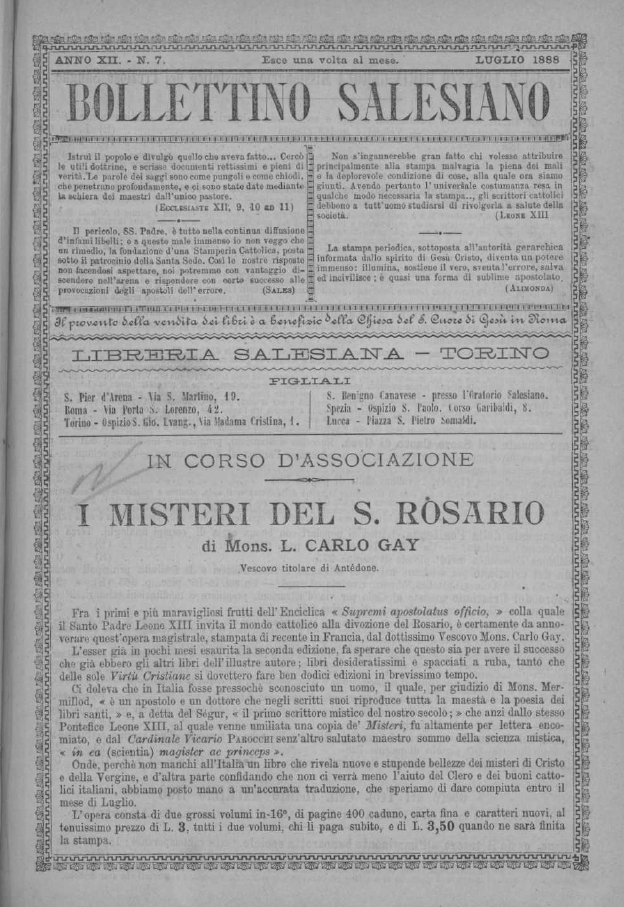 ANNO XII. - N. 7.
Esce una volta al mese.
LUGLIO 1888
BOLLETTINO SALESIANO
Istruì il popolo e divulgò quello che aveva fatto... Cercò
le utili dottrine, e scrisse documenti rettissimi e pieni di
verità. Le parole dei saggi sono come pungoli e come chiodi,
che penetrano profondamente, e ci sono state date mediante
la schiera dei maestri dall'unico pastore.
(ECCLESIASTE XII, 9, 10 ED 11)
Il pericolo, SS. Padre, è tutto nella continua diffusione
d'infami libelli; e a questo male immenso io non veggo che
un rimedio, la fondazione d'una Stamperia Cattolica, posta
sotto il patrocinio della Santa Sede. Così le nostre risposte
non facendosi aspettare, noi potremmo con vantaggio di-
scendere nell'arena e rispondere con certo successo alle
provocazioni degli apostoli dell'errore. (SALES)
Non s'ingannerebbe gran fatto chi volesse attribuire
principalmente alla stampa malvagia la piena dei mali
e la deplorevole condizione di cose, alla quale ora siamo
giunti. Avendo pertanto l'universale costumanza resa in
qualche modo necessaria la stampa..., gli scrittori cattolici
debbono a tutt'uomo studiarsi di rivolgerla a salute della
società. (LEONE XIII
La stampa periodica, sottoposta all'autorità gerarchica
informata dallo spirito di Gesù Cristo, diventa un potere
immenso: illumina, sostiene il vero, sventa l'errore, salva
ed incivilisce; è quasi una forma di sublime apostolato.
(ALIMONDA)
Il provento della vendita dei libri è a benefizio della Chiesa del S. Cuore di Gesù in Roma
LIBRERIA SALESIANA - TORINO
FIGLIALI
S. Pier d'Arena - Via S. Martino, 19.
Roma - Via Porta S. Lorenzo, 42.
Torino - Ospizio S. Gio. Evang., Via Madama Cristina, 1.
S. Benigno Canavese - presso l'Oratorio Salesiano.
Spezia - Ospizio S. Paolo. Corso Garibaldi, 8.
Lucca - Piazza S. Pietro Somaldi.
IN CORSO D'ASSOCIAZIONE
I MISTERI DEL S. ROSARIO
di Mons. L. CARLO GAY
Vescovo titolare di Antédone.
Fra i primi e più maravigliosi frutti dell'Enciclica « Supremi apostolatus officio, » colla quale
il Santo Padre Leone XIII invita il mondo cattolico alla divozione del Rosario, è certamente da anno-
verare quest'opera magistrale, stampata di recente in Francia, dal dottissimo Vescovo Mons. Carlo Gay.
L'esser già in pochi mesi esaurita la seconda edizione, fa sperare che questo sia per avere il successo
che già ebbero gli altri libri dell'illustre autore; libri desideratissimi e spacciati a ruba, tanto che
delle sole Virtù Cristiane si dovettero fare ben dodici edizioni in brevissimo tempo.
Ci doleva che in Italia fosse pressochè sconosciuto un uomo, il quale, per giudizio di Mons. Mer-
millod, « è un apostolo e un dottore che negli scritti suoi riproduce tutta la maestà e la poesia dei
libri santi, » e, a detta del Ségur, « il primo scrittore mistico del nostro secolo; » che anzi dallo stesso
Pontefice Leone XIII, al quale venne umiliata una copia de' Misteri, fu altamente per lettera enco-
miato, è dal Cardinale Vicario PAROCCHI senz'altro salutato maestro sommo della scienza mistica,
« in ea (scientia) magister ac princeps ».
Onde, perchè non manchi all'Italia un libro che rivela nuove e stupende bellezze dei misteri di Cristo
e della Vergine, e d'altra parte confidando che non ci verrà meno l'aiuto del Clero e dei buoni catto-
lici italiani, abbiamo posto mano a un'accurata traduzione, che speriamo di dare compiuta entro il
mese di Luglio.
L'opera consta di due grossi volumi in-16°, di pagine 400 caduno, carta fina e caratteri nuovi, al
tenuissimo prezzo di L. 3, tutti i due volumi, chi li paga subito, e di L. 3,50 quando ne sarà finita
la stampa.